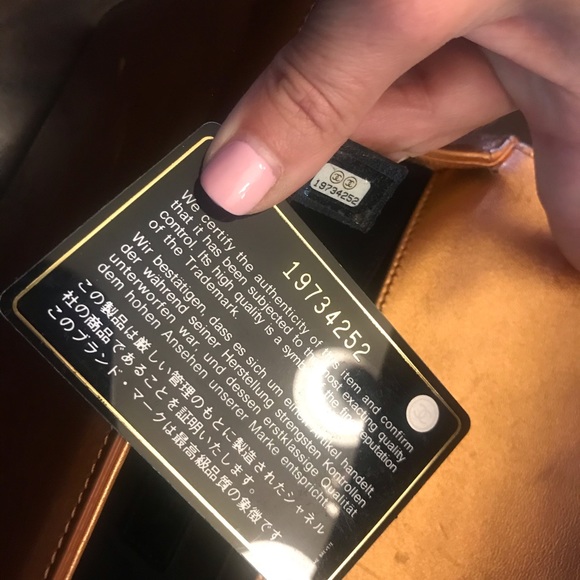 19734252
19734252
We certify the authenticity of this item and confirm
that it has been subjected to the most exacting quality
control. Its high quality is a symbol of the fine reputation
of the Trademark
Wir bestätigen, dass es sich um einen Artikel handelt,
der während seiner Herstellung strengsten Kontrollen
unterworfen war und dessen erstklassige Qualität
dem hohen Ansehen unserer Marke entspricht.
この製品は厳しい管理のもとに製造されたシャネル
社の商品であることを証明いたします。
このブランド・マークは最高級品質の象徴です